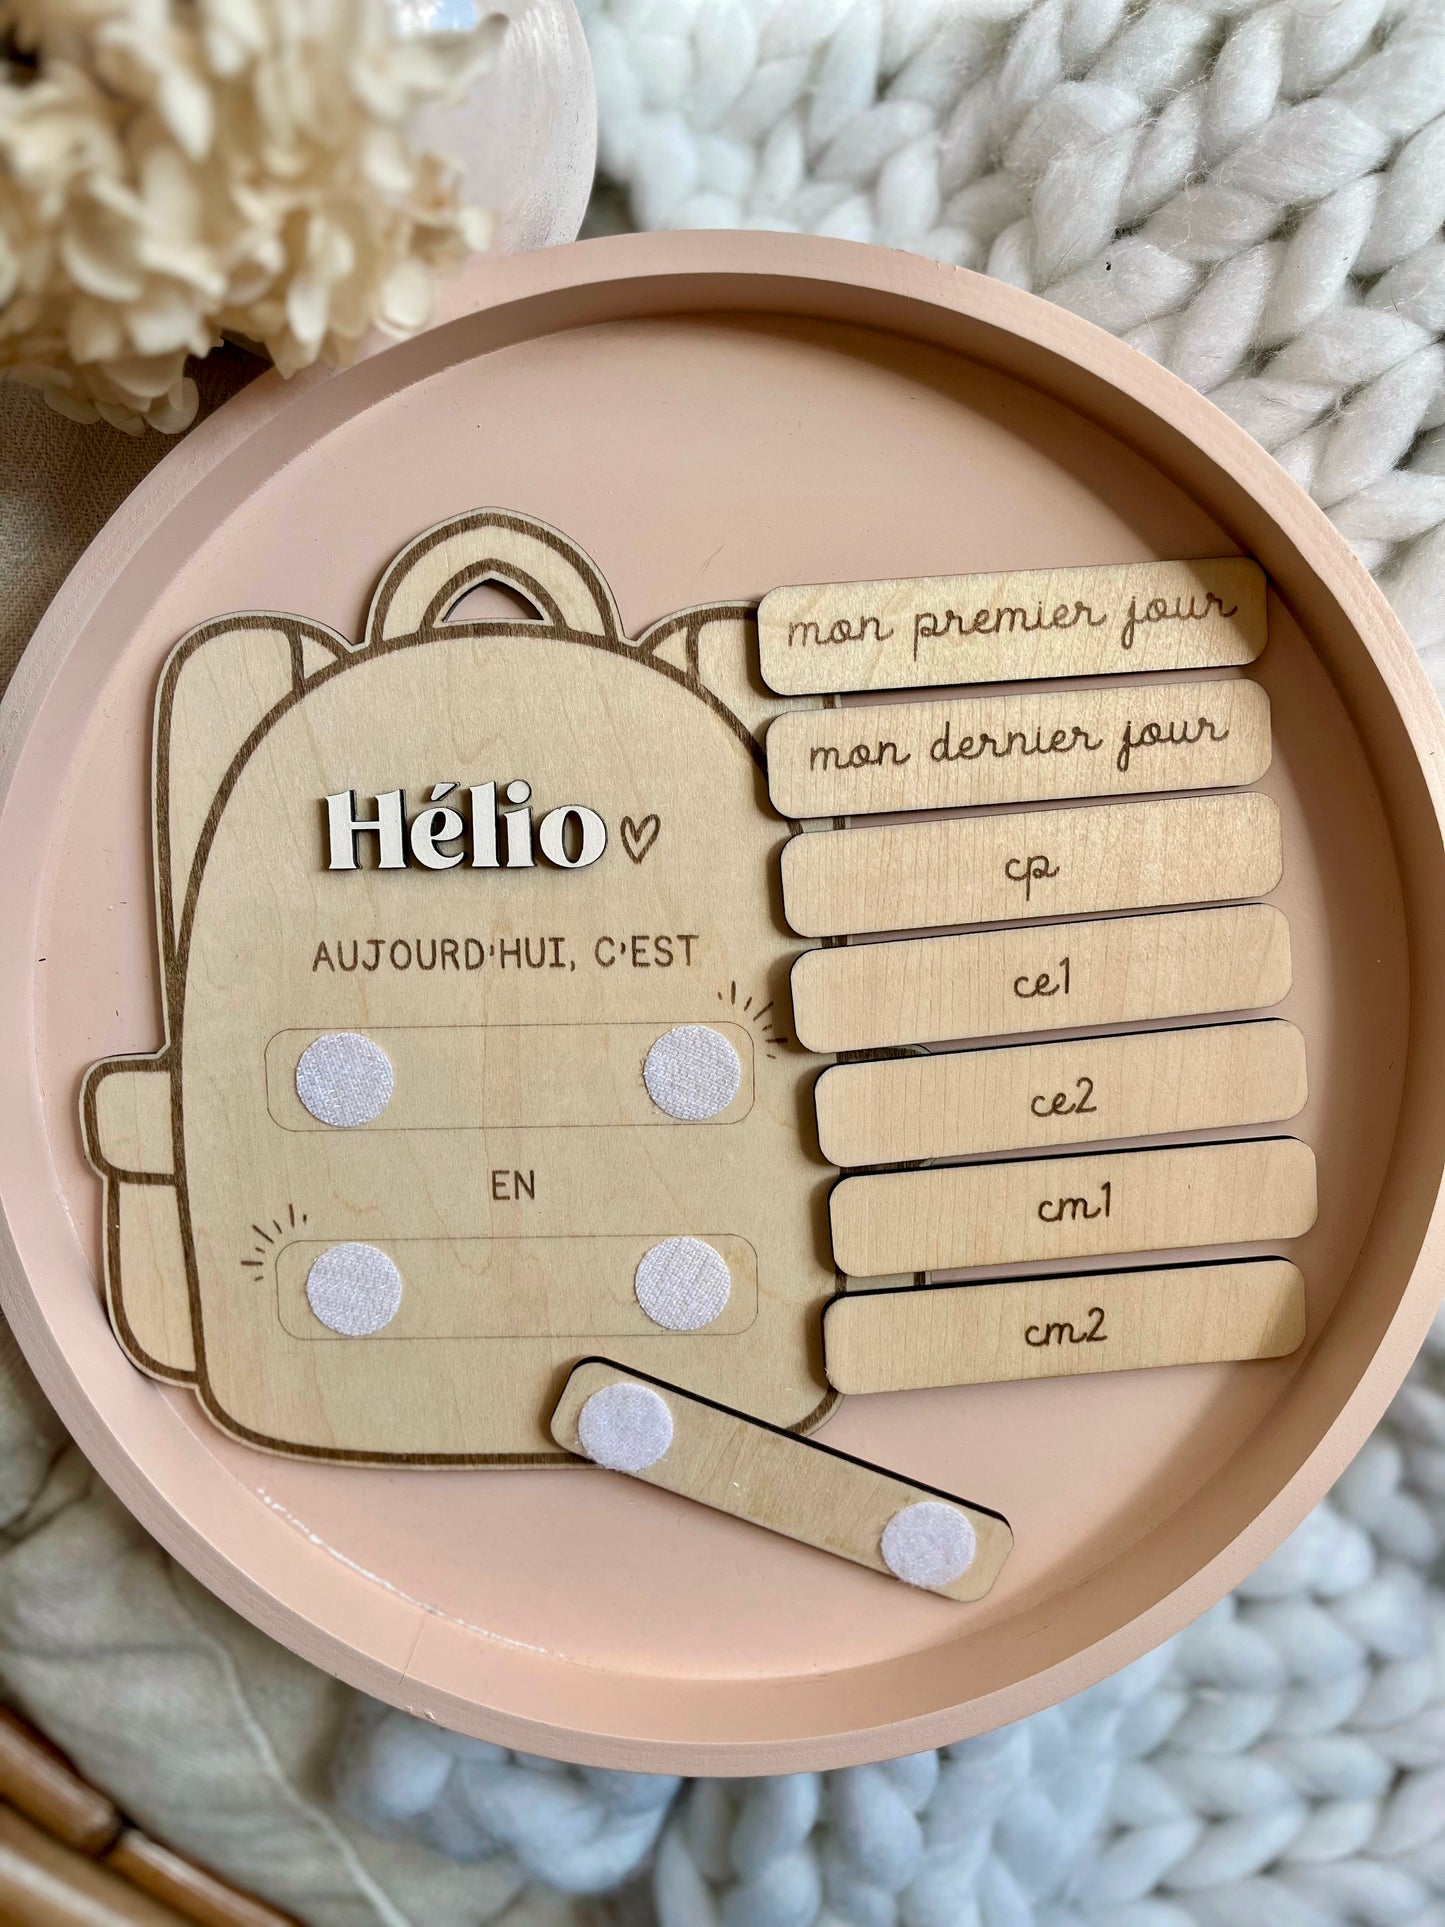 Hélio
AUJOURD'HUI, C'EST
EN
mon premier jour
mon dernier jour
cp
ce1
ce2
cm1
cm2